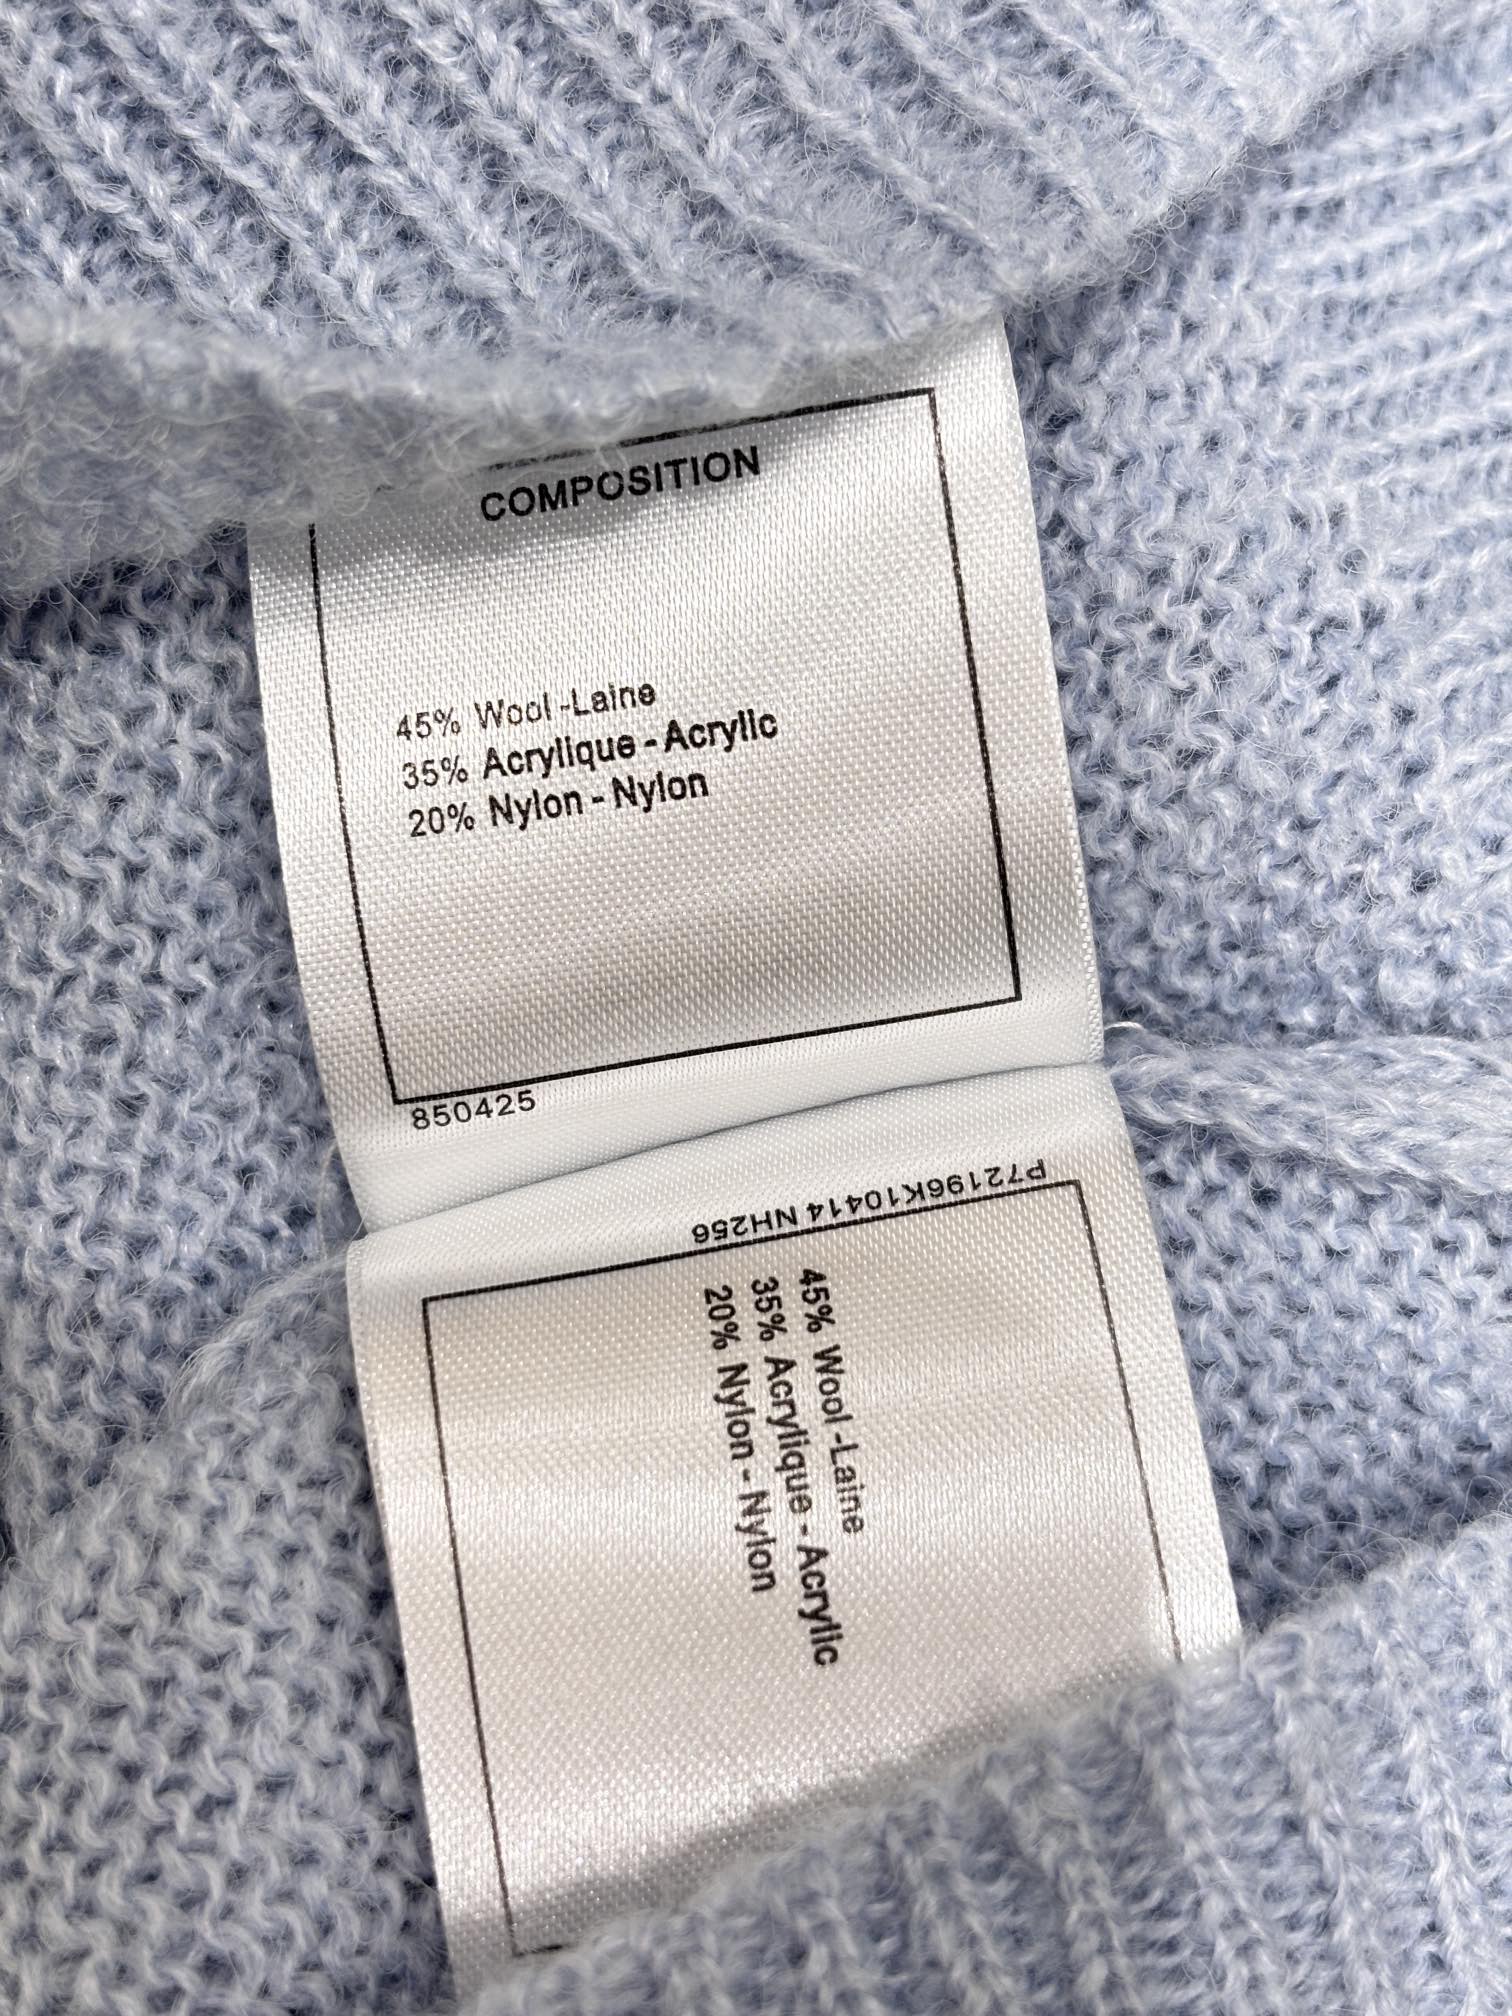 COMPOSITION
45% Wool -Laine
35% Acrylique - Acrylic
20% Nylon - Nylon
850425
P72196K10414 NH256
45% Wool -Laine
35% Acrylique - Acrylic
20% Nylon - Nylon